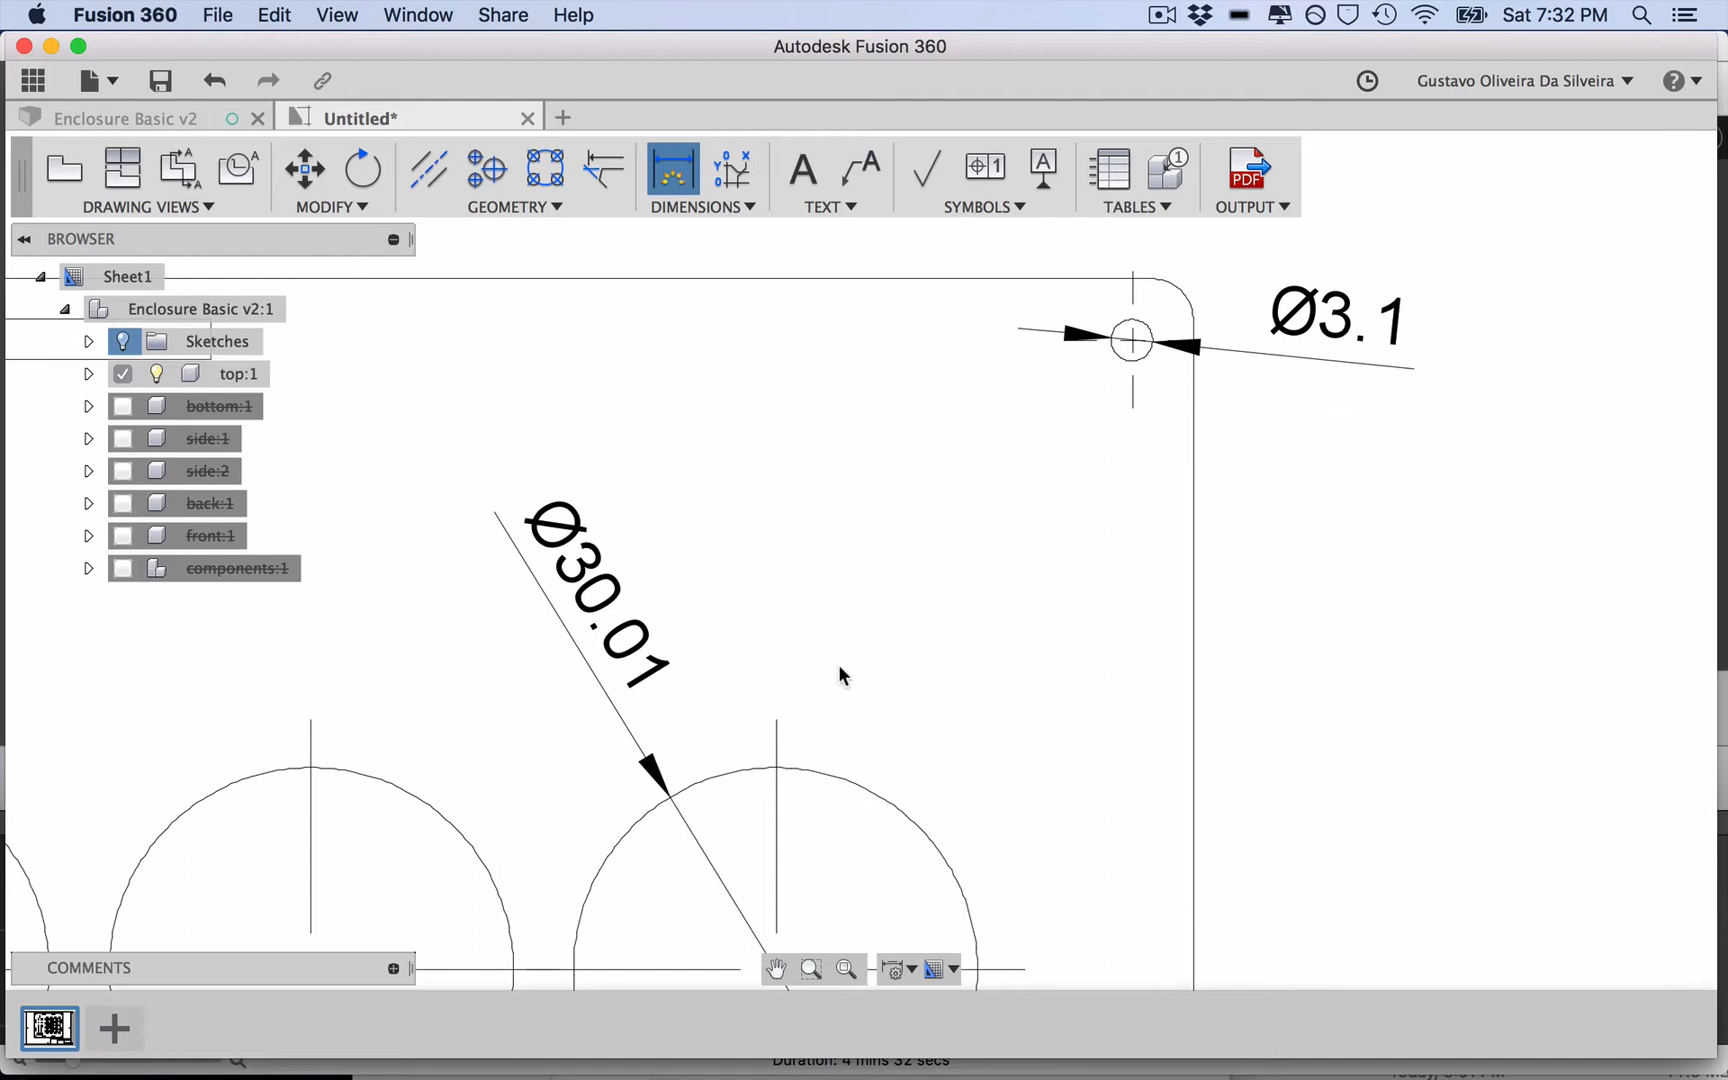 Fusion 360 File Edit View Window Share Help Sat 7:32 PM
Autodesk Fusion 360
Gustavo Oliveira Da Silveira ?
Enclosure Basic v2 Untitled*
DRAWING VIEWS MODIFY GEOMETRY DIMENSIONS TEXT SYMBOLS TABLES OUTPUT
BROWSER
Sheet1
Enclosure Basic v2:1
Sketches
top:1
bottom:1
side:1
side:2
back:1
front:1
components:1
Ø3.1
Ø30.01
COMMENTS
Duration: 4 mins 32 secs